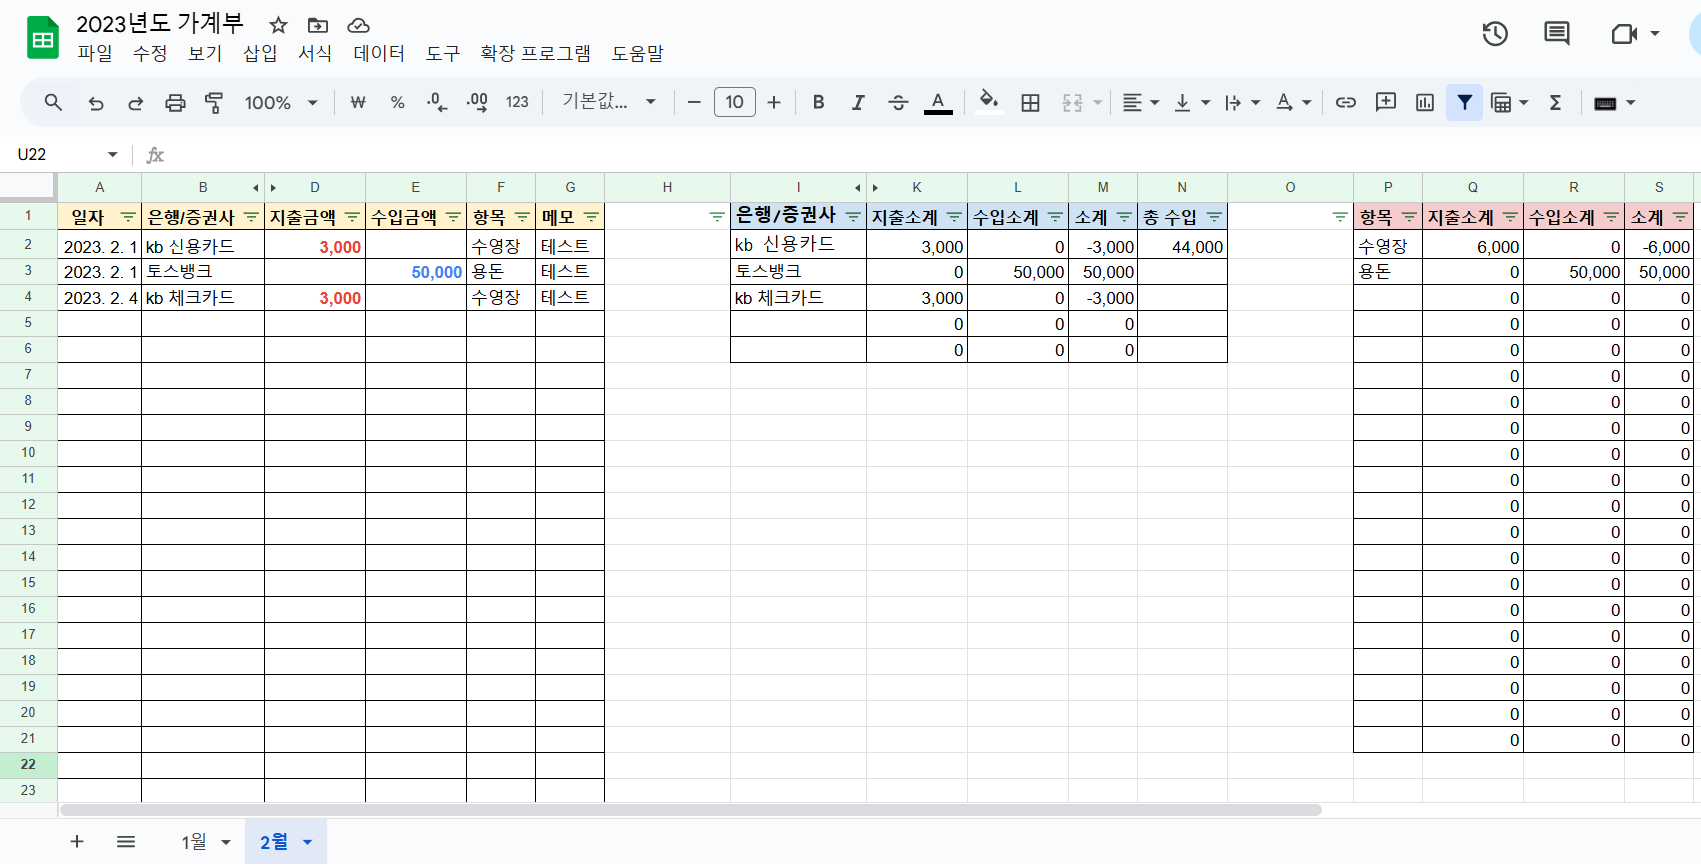 2023년도 가계부
파일 수정 보기 삽입 서식 데이터 도구 확장 프로그램 도움말
100% ₩ % .0 .00 123 기본값... 10 B I A
U22 fx
A B D E F G H I K L M N O P Q R S
1 일자 은행/증권사 지출금액 수입금액 항목 메모 은행/증권사 지출소계 수입소계 소계 총 수입 항목 지출소계 수입소계 소계
2 2023. 2. 1 kb 신용카드 3,000 수영장 테스트 kb 신용카드 3,000 0 -3,000 44,000 수영장 6,000 0 -6,000
3 2023. 2. 1 토스뱅크 50,000 용돈 테스트 토스뱅크 0 50,000 50,000 용돈 0 50,000 50,000
4 2023. 2. 4 kb 체크카드 3,000 수영장 테스트 kb 체크카드 3,000 0 -3,000 0 0 0
5 0 0 0 0 0 0
6 0 0 0 0 0 0
7 0 0 0
8 0 0 0
9 0 0 0
10 0 0 0
11 0 0 0
12 0 0 0
13 0 0 0
14 0 0 0
15 0 0 0
16 0 0 0
17 0 0 0
18 0 0 0
19 0 0 0
20 0 0 0
21 0 0 0
22
23
1월 2월